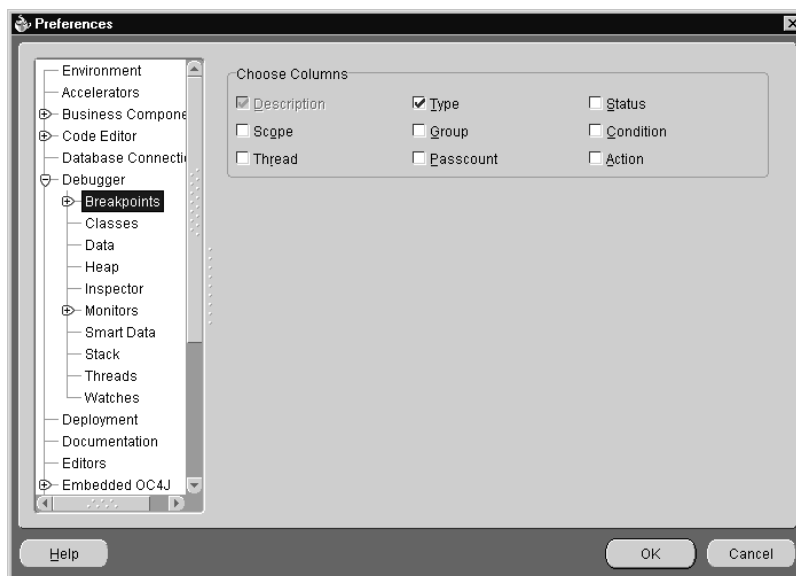 Preferences
Environment
Accelerators
Business Compone
Code Editor
Database Connecti
Debugger
Breakpoints
Classes
Data
Heap
Inspector
Monitors
Smart Data
Stack
Threads
Watches
Deployment
Documentation
Editors
Embedded OC4J
Choose Columns
Description Type Status
Scope Group Condition
Thread Passcount Action
Help OK Cancel